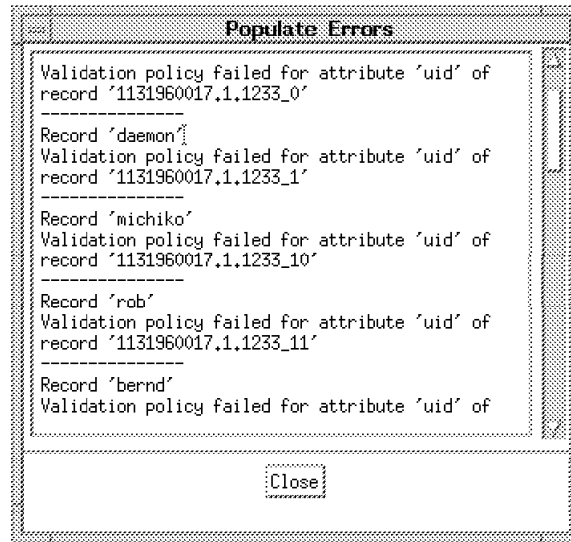 Populate Errors
Validation policy failed for attribute 'uid' of
record '1131960017.1.1233_0'
---------------
Record 'daemon'
Validation policy failed for attribute 'uid' of
record '1131960017.1.1233_1'
---------------
Record 'michiko'
Validation policy failed for attribute 'uid' of
record '1131960017.1.1233_10'
---------------
Record 'rob'
Validation policy failed for attribute 'uid' of
record '1131960017.1.1233_11'
---------------
Record 'bernd'
Validation policy failed for attribute 'uid' of
Close